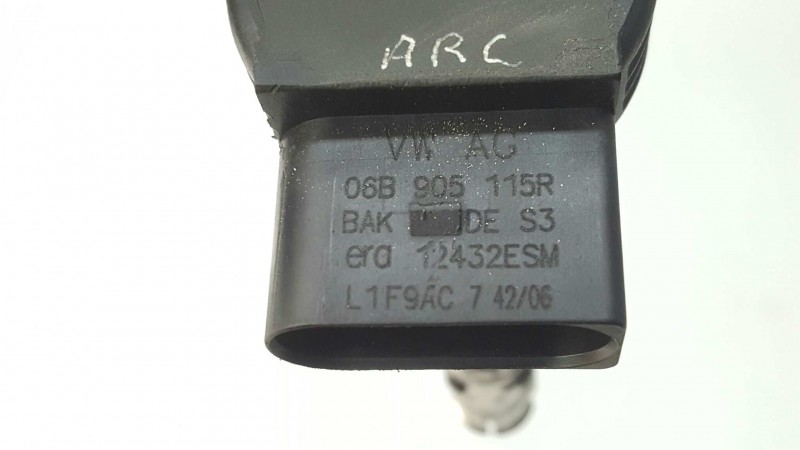 ARC
VW AG
06B 905 115R
BAK DE S3
era 12432ESM
L1F9AC 7 42/06